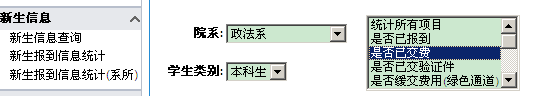 新生信息
新生信息查询
新生报到信息统计
新生报到信息统计(系所)
院系: 政法系
学生类别: 本科生
统计所有项目
是否已报到
是否已交费
是否已交验证件
是否缓交费用(绿色通道)